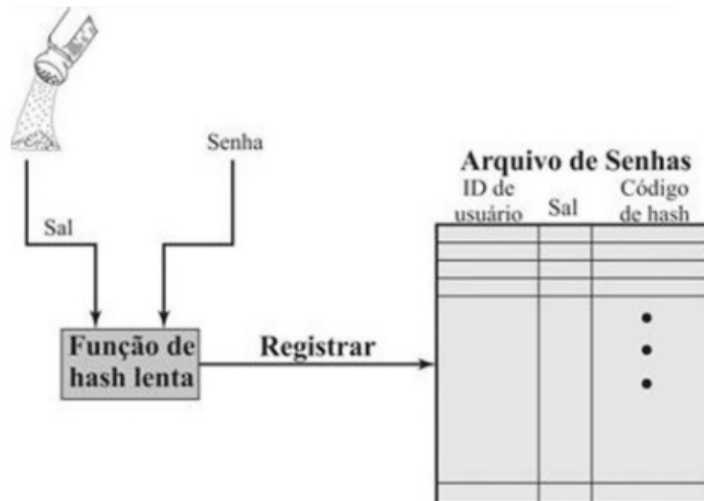 Senha
Sal
Arquivo de Senhas
ID de
usuário
Sal
Código
de hash
Função de
hash lenta
Registrar